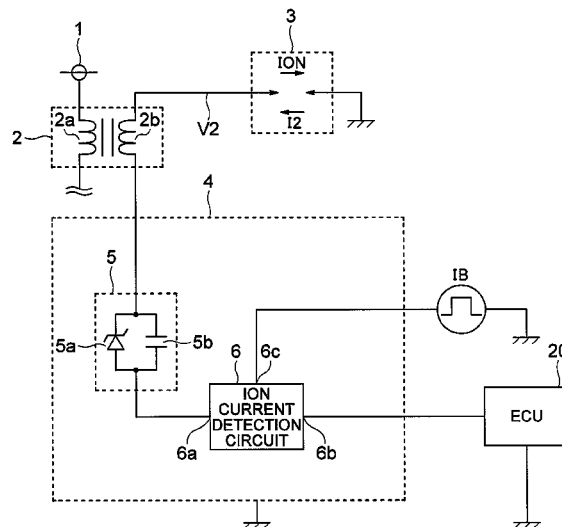 1
3
ION
I2
V2
2
2a
2b
4
5
5a
5b
IB
6
6c
ION
CURRENT
DETECTION
CIRCUIT
6a
6b
20
ECU